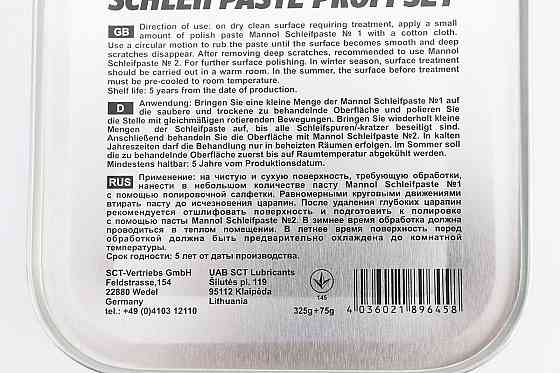 SCHLEIFPASTE PROFI SET
GB Direction of use: on dry clean surface requiring treatment, apply a small
amount of polish paste Mannol Schleifpaste № 1 with a cotton cloth.
Use a circular motion to rub the paste until the surface becomes smooth and deep
scratches disappear. After removing deep scratches, recommended to use Mannol
Schleifpaste № 2. For further surface polishing. In winter season, surface treatment
should be carried out in a warm room. In the summer, the surface before treatment
must be pre-cooled to room temperature.
Shelf life: 5 years from the date of production.
D Anwendung: Bringen Sie eine kleine Menge der Mannol Schleifpaste №1 auf
die saubere und trockene zu behandelnde Oberfläche und polieren Sie
die Stelle mit gleichmäßigen rotierenden Bewegungen. Bringen Sie wiederholt kleine
Mengen der Schleifpaste auf, bis alle Schleifspuren/-kratzer beseitigt sind.
Anschließend behandeln Sie die Oberfläche mit Mannol Schleifpaste №2. In kalten
Jahreszeiten darf die Behandlung nur in beheizten Räumen erfolgen. Im Sommer soll
die zu behandelnde Oberfläche zuerst bis auf Raumtemperatur abgekühlt werden.
Mindestens haltbar: 5 Jahre vom Produktionsdatum.
RUS Применение: на чистую и сухую поверхность, требующую обработки,
нанести в небольшом количестве пасту Mannol Schleifpaste №1
с помощью полировочной салфетки. Равномерными круговыми движениями
втирать пасту до исчезновения царапин. После удаления глубоких царапин
рекомендуется отшлифовать поверхность и подготовить к полировке
с помощью пасты Mannol Schleifpaste №2. В зимнее время обработка должна
проводиться в теплом помещении. В летнее время поверхность перед
обработкой должна быть предварительно охлаждена до комнатной
температуры.
Срок годности: 5 лет от даты производства.
SCT-Vertriebs GmbH
Feldstrasse,154
22880 Wedel
Germany
tel.: +49 (0)4103 12110
UAB SCT Lubricants
Šilutės pl. 119
95112 Klaipėda
Lithuania
145
325g+75g
4 036021 896458